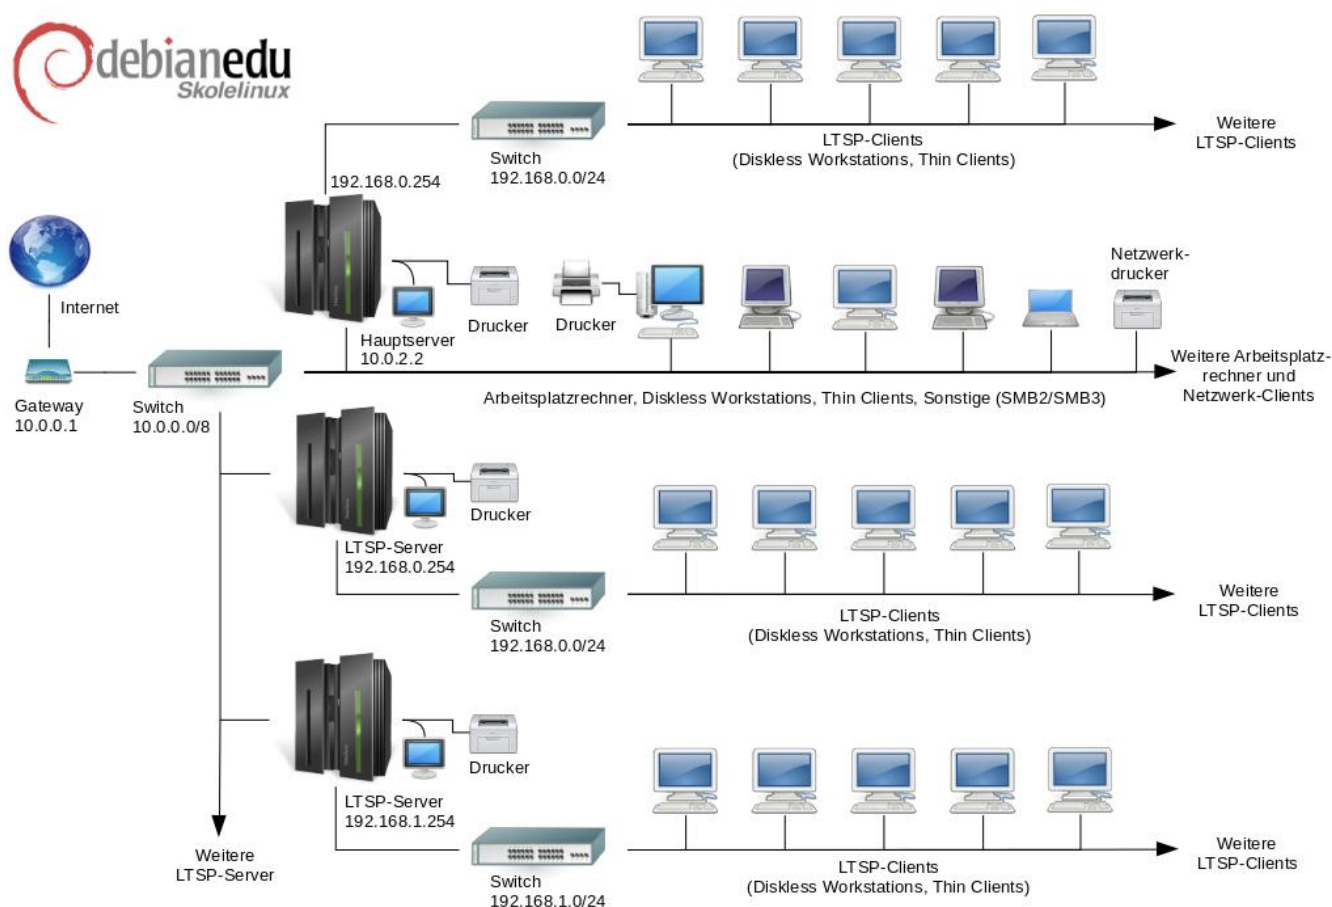 debianedu
Skolelinux
Switch
192.168.0.0/24
LTSP-Clients
(Diskless Workstations, Thin Clients)
Weitere
LTSP-Clients
192.168.0.254
Internet
Hauptserver
10.0.2.2
Drucker
Drucker
Netzwerk-
drucker
Gateway
10.0.0.1
Switch
10.0.0.0/8
Arbeitsplatzrechner, Diskless Workstations, Thin Clients, Sonstige (SMB2/SMB3)
Weitere Arbeitsplatz-
rechner und
Netzwerk-Clients
Drucker
LTSP-Server
192.168.0.254
Switch
192.168.0.0/24
LTSP-Clients
(Diskless Workstations, Thin Clients)
Weitere
LTSP-Clients
Drucker
LTSP-Server
192.168.1.254
Weitere
LTSP-Server
Switch
192.168.1.0/24
LTSP-Clients
(Diskless Workstations, Thin Clients)
Weitere
LTSP-Clients